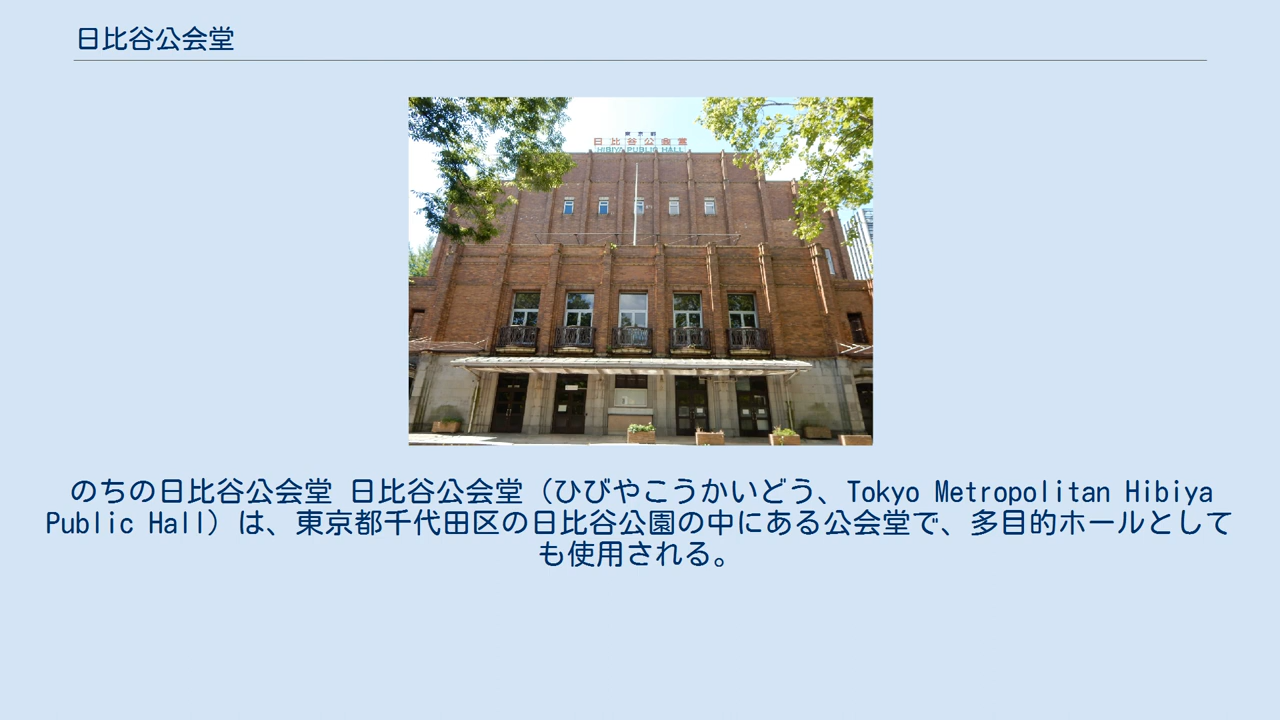 日比谷公会堂
東京都
日比谷公会堂
HIBIYA PUBLIC HALL
のちの日比谷公会堂 日比谷公会堂（ひびやこうかいどう、Tokyo Metropolitan Hibiya
Public Hall）は、東京都千代田区の日比谷公園の中にある公会堂で、多目的ホールとして
も使用される。